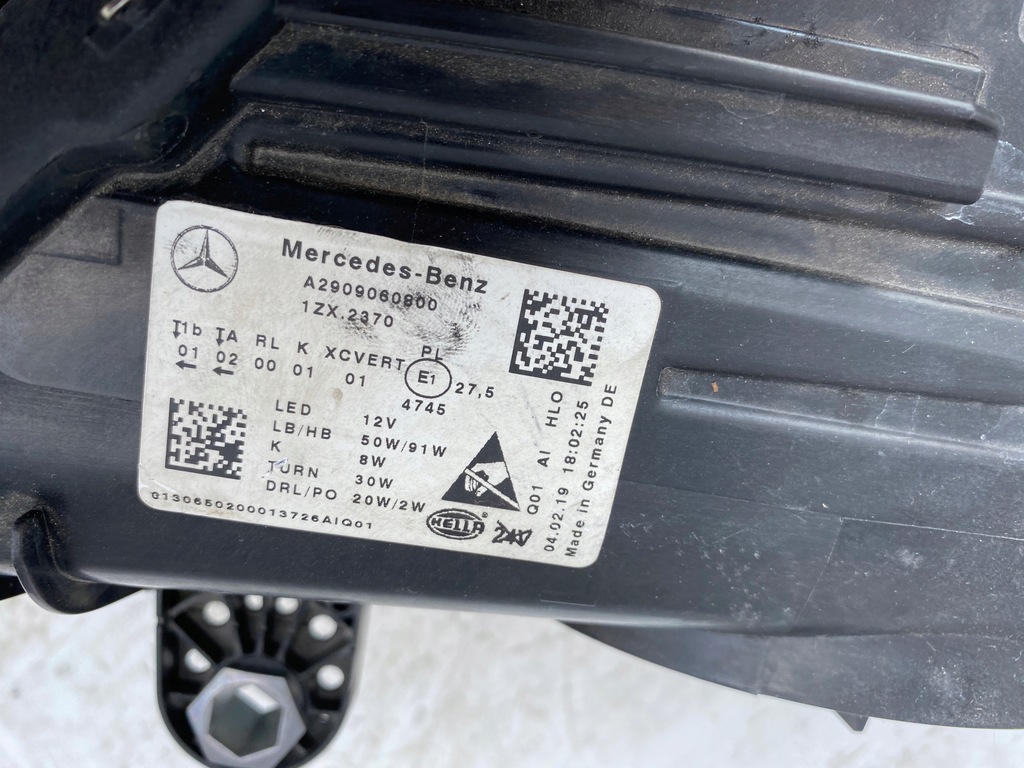 Mercedes-Benz
A2909060800
1ZX.2370
T1b TA RL K XCVERT PL
01 02 00 01 01 E1 27,5
4745
LED 12V
LB/HB 50W/91W
K 8W
TURN 30W
DRL/PO 20W/2W
0130650200013726AIQ01
HELLA
24V
Q01 AI HLO
04.02.19 18:02:25
Made in Germany DE